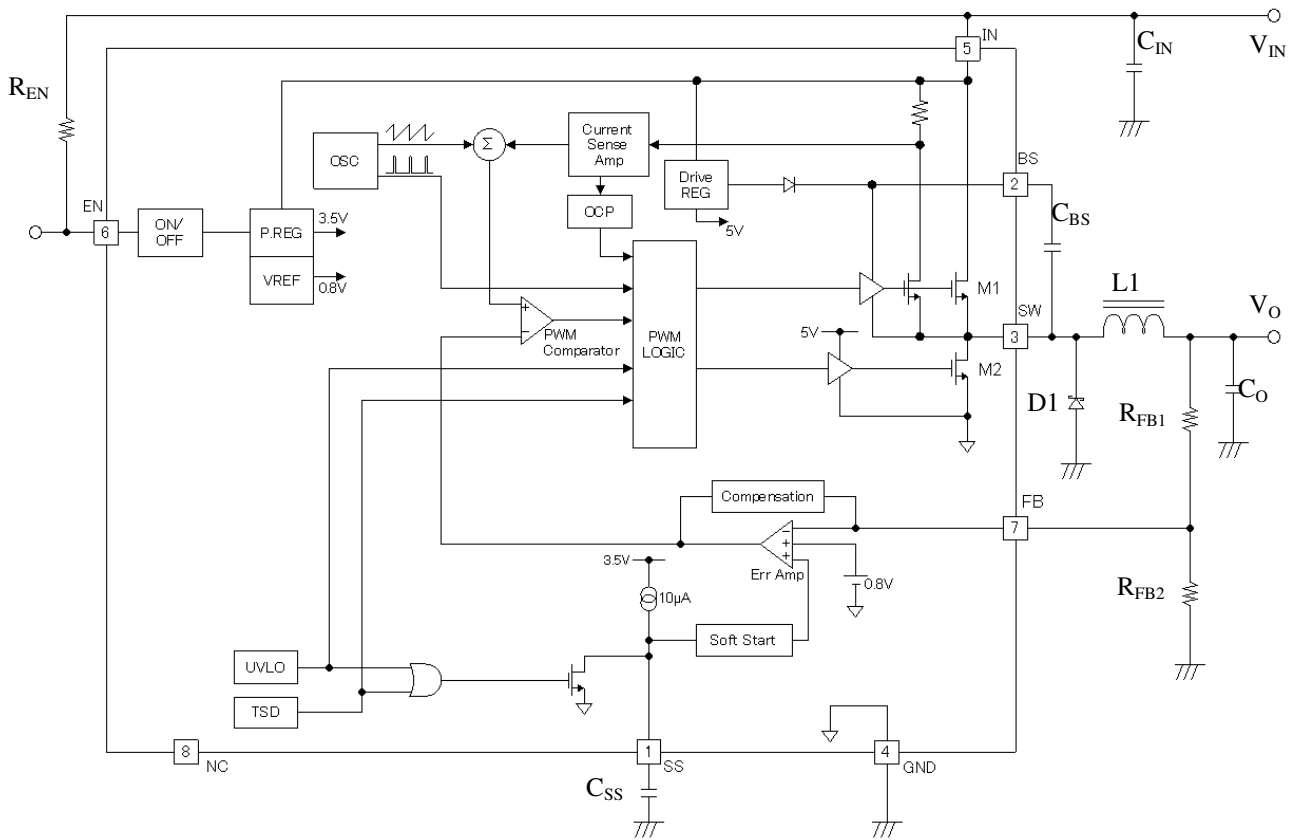 IN
5
C_IN
V_IN
R_EN
OSC
Σ
Current
Sense
Amp
BS
2
Drive
REG
OCP
5V
C_BS
EN
6
ON/
OFF
P.REG
3.5V
VREF
0.8V
M1
L1
V_O
SW
3
+
−
PWM
Comparator
PWM
LOGIC
5V
M2
D1
C_O
R_FB1
Compensation
FB
7
−
+
+
Err Amp
0.8V
3.5V
10μA
R_FB2
Soft Start
UVLO
TSD
8
NC
1
SS
4
GND
C_SS